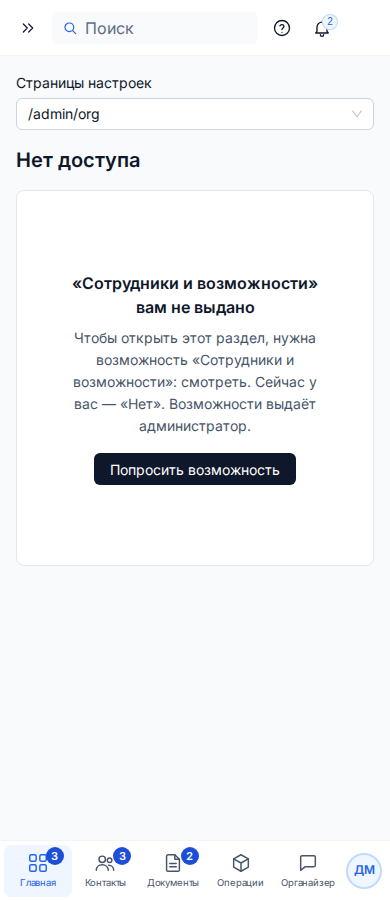 Поиск
2
Страницы настроек
/admin/org
Нет доступа
«Сотрудники и возможности»
вам не выдано
Чтобы открыть этот раздел, нужна
возможность «Сотрудники и
возможности»: смотреть. Сейчас у
вас — «Нет». Возможности выдаёт
администратор.
Попросить возможность
3
3
2
Главная
Контакты
Документы
Операции
Органайзер
ДМ